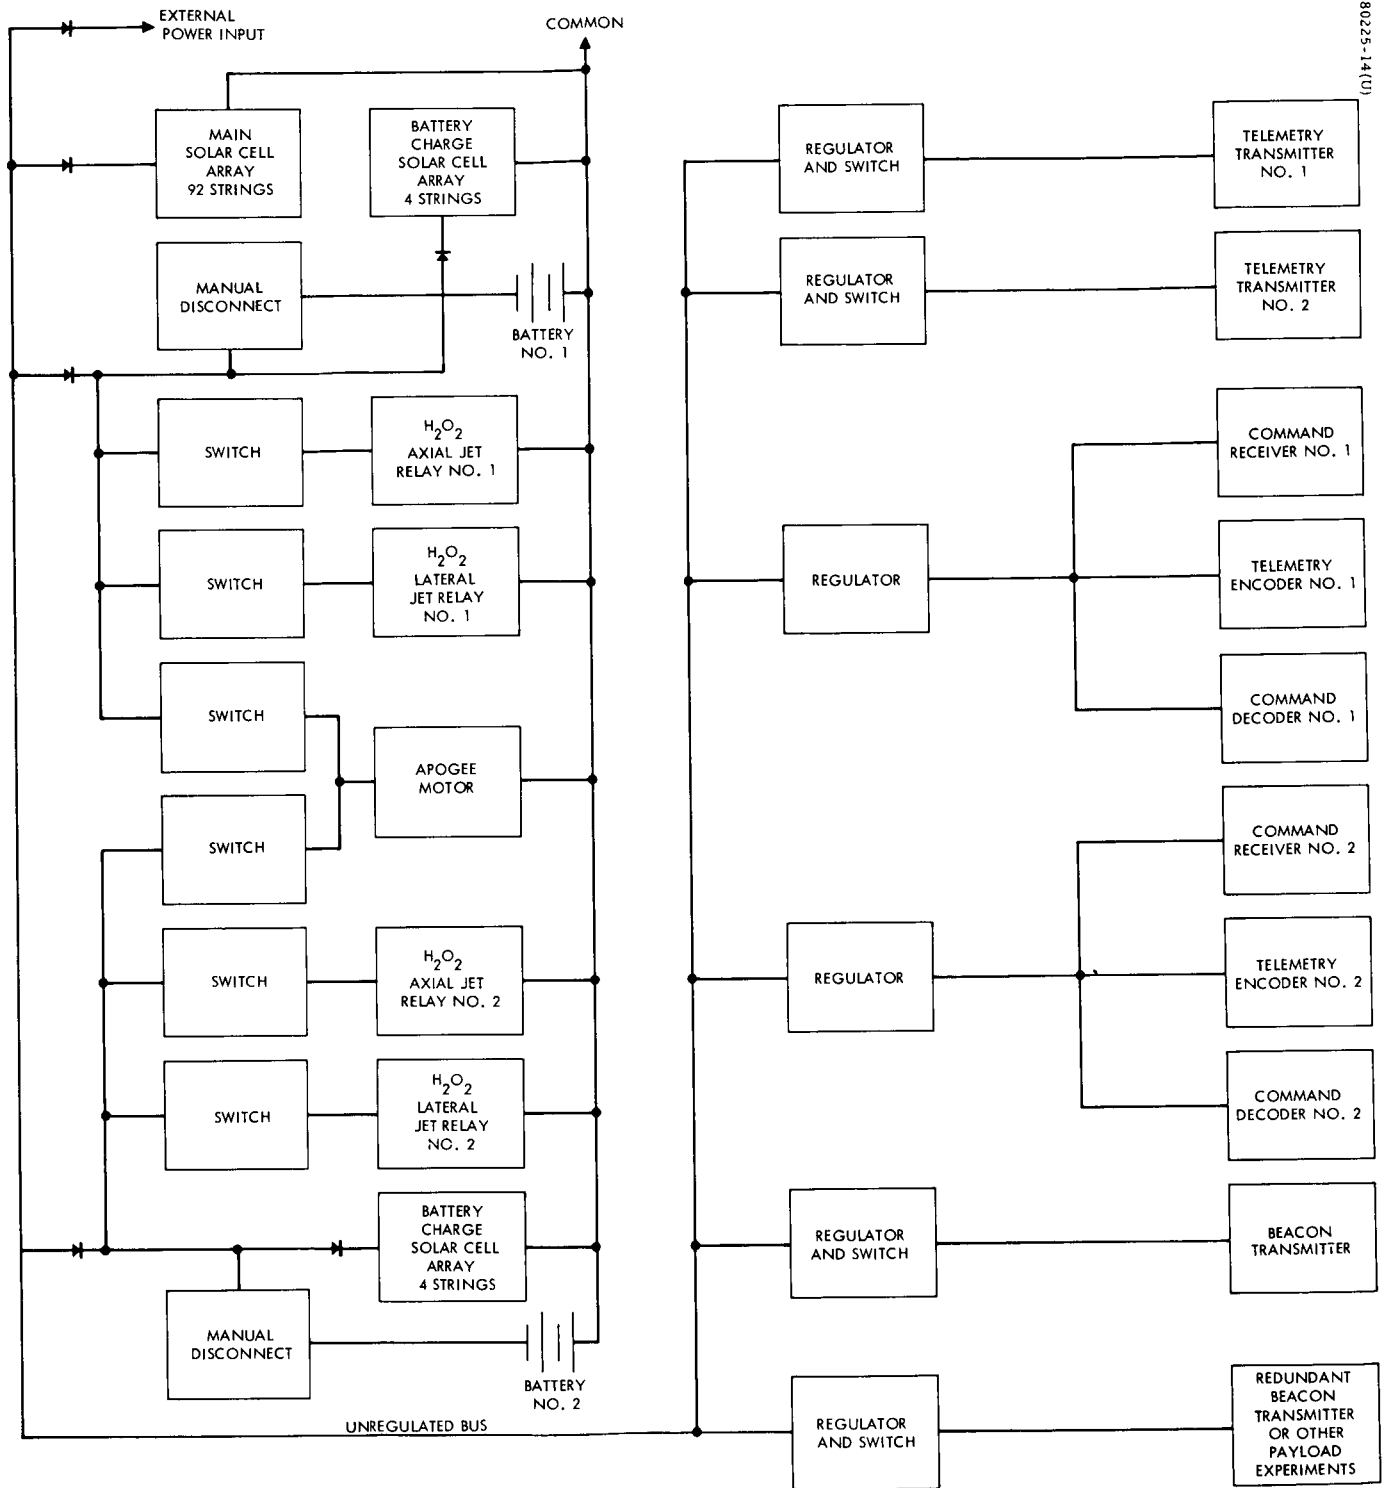 80225-14(U)
EXTERNAL
POWER INPUT
COMMON
MAIN
SOLAR CELL
ARRAY
92 STRINGS
BATTERY
CHARGE
SOLAR CELL
ARRAY
4 STRINGS
MANUAL
DISCONNECT
BATTERY
NO. 1
SWITCH
H2O2
AXIAL JET
RELAY NO. 1
SWITCH
H2O2
LATERAL
JET RELAY
NO. 1
SWITCH
APOGEE
MOTOR
SWITCH
SWITCH
H2O2
AXIAL JET
RELAY NO. 2
SWITCH
H2O2
LATERAL
JET RELAY
NO. 2
BATTERY
CHARGE
SOLAR CELL
ARRAY
4 STRINGS
MANUAL
DISCONNECT
BATTERY
NO. 2
UNREGULATED BUS
REGULATOR
AND SWITCH
TELEMETRY
TRANSMITTER
NO. 1
REGULATOR
AND SWITCH
TELEMETRY
TRANSMITTER
NO. 2
REGULATOR
COMMAND
RECEIVER NO. 1
TELEMETRY
ENCODER NO. 1
COMMAND
DECODER NO. 1
REGULATOR
COMMAND
RECEIVER NO. 2
TELEMETRY
ENCODER NO. 2
COMMAND
DECODER NO. 2
REGULATOR
AND SWITCH
BEACON
TRANSMITTER
REGULATOR
AND SWITCH
REDUNDANT
BEACON
TRANSMITTER
OR OTHER
PAYLOAD
EXPERIMENTS